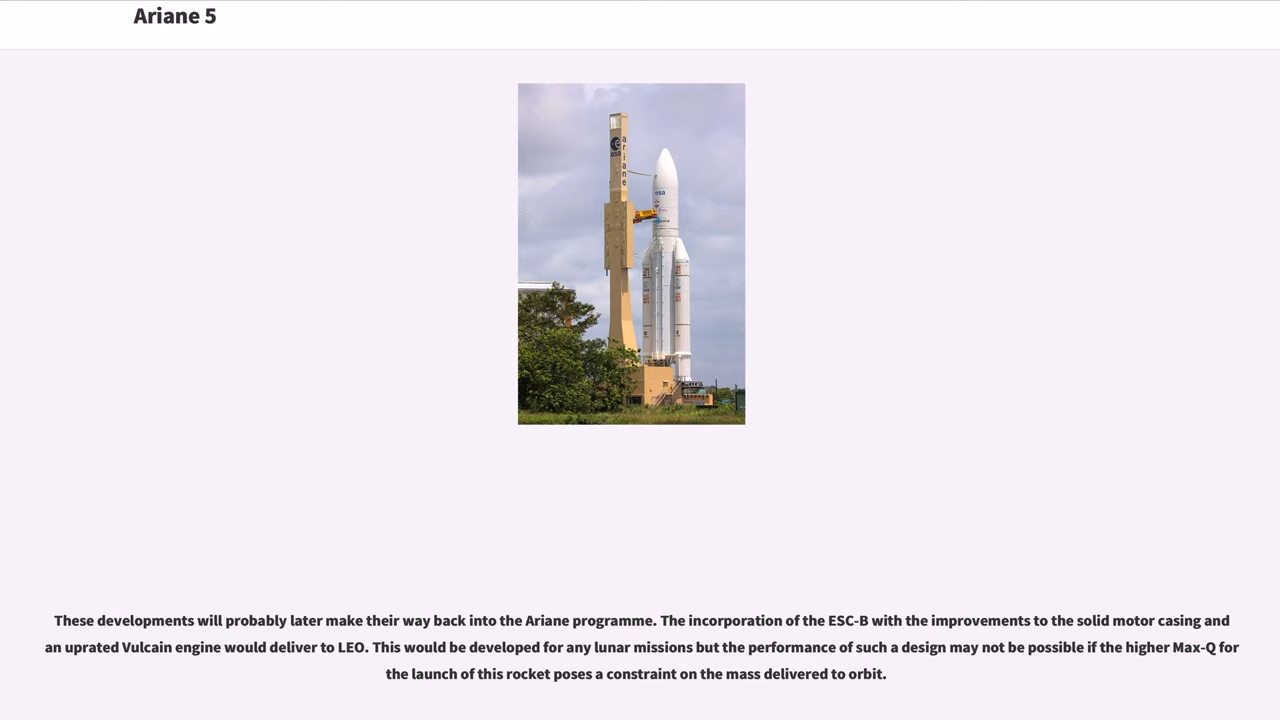 Ariane 5
esa
ariane
esa
These developments will probably later make their way back into the Ariane programme. The incorporation of the ESC-B with the improvements to the solid motor casing and
an uprated Vulcain engine would deliver to LEO. This would be developed for any lunar missions but the performance of such a design may not be possible if the higher Max-Q for
the launch of this rocket poses a constraint on the mass delivered to orbit.